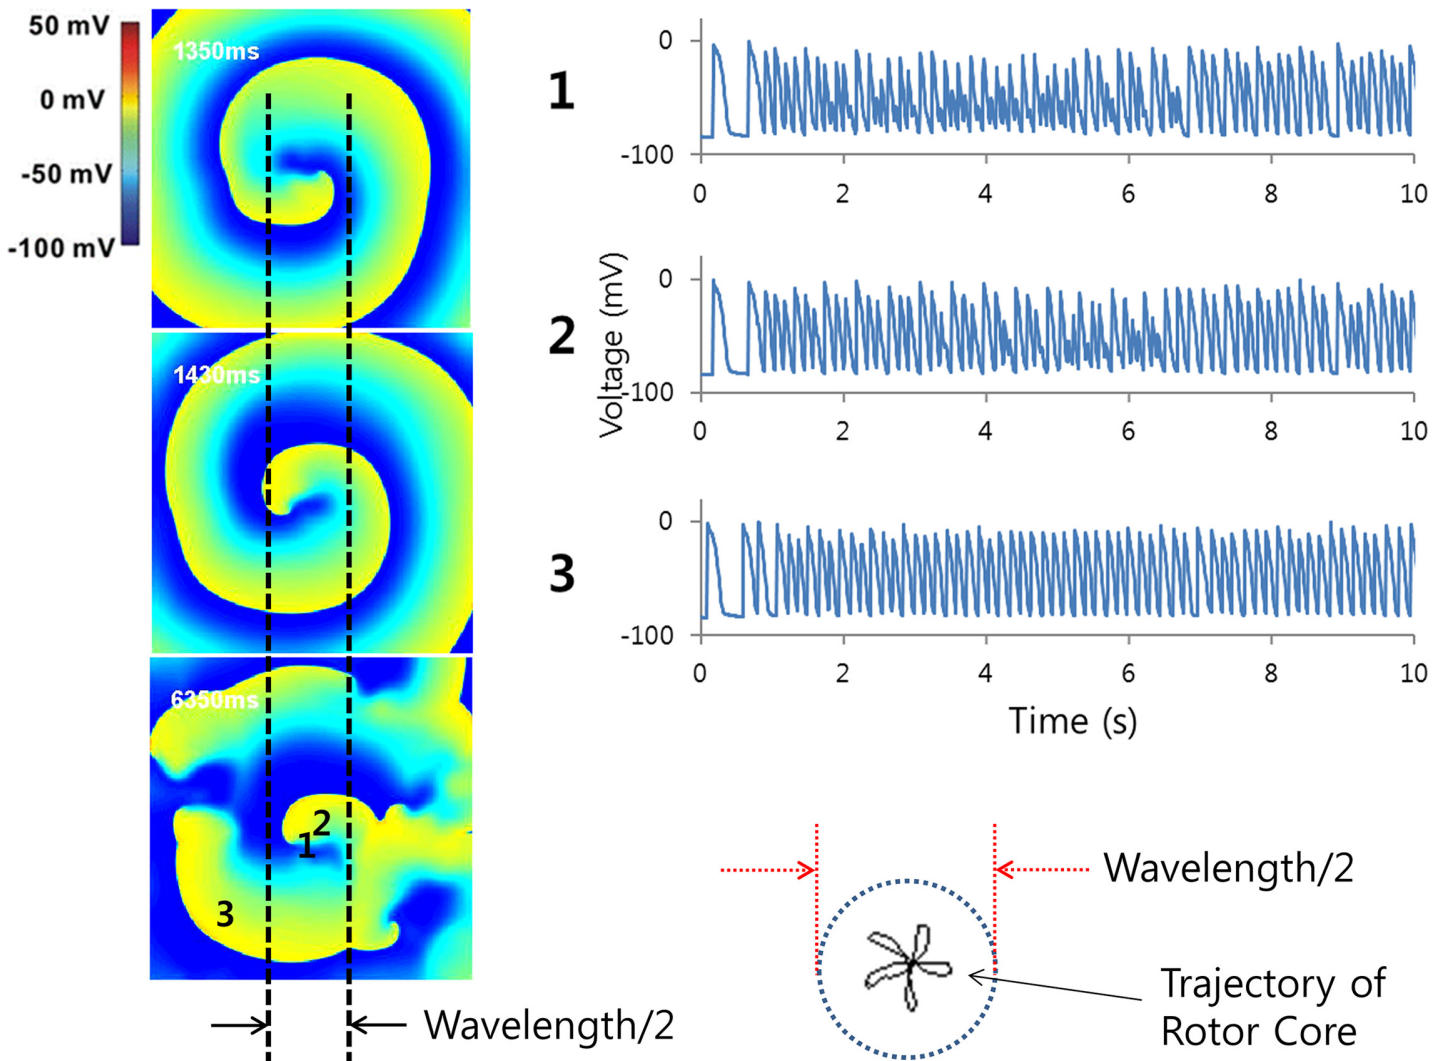 50 mV
0 mV
-50 mV
-100 mV
1350ms
1430ms
6350ms
2
1
3
Wavelength/2
1
0
-100
0 2 4 6 8 10
2
Voltage (mV)
0
-100
0 2 4 6 8 10
3
0
-100
0 2 4 6 8 10
Time (s)
Wavelength/2
Trajectory of
Rotor Core